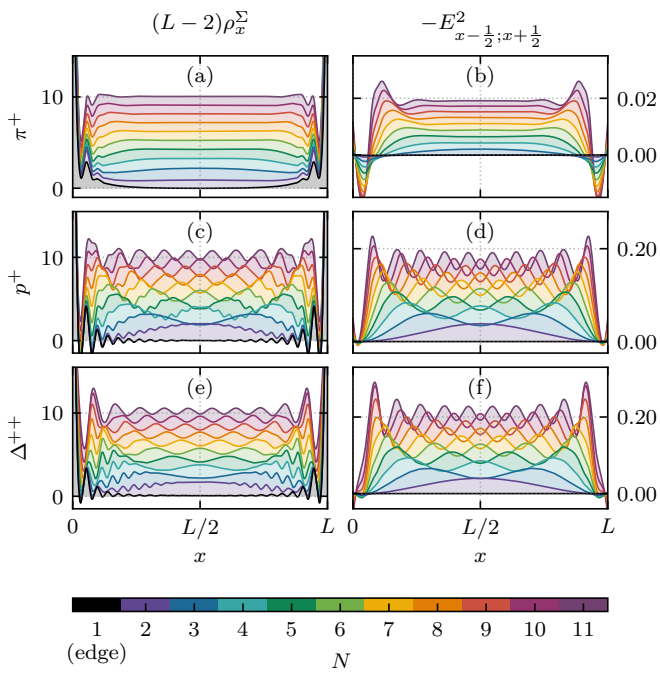 (L − 2)ρ_x^Σ −E²_{x−½;x+½}
(a) (b)
π⁺ 10 0 0.02 0.00
(c) (d)
p⁺ 10 0 0.20 0.00
(e) (f)
Δ⁺⁺ 10 0 0.20 0.00
0 L/2 L 0 L/2 L
x x
1 2 3 4 5 6 7 8 9 10 11
(edge)
N